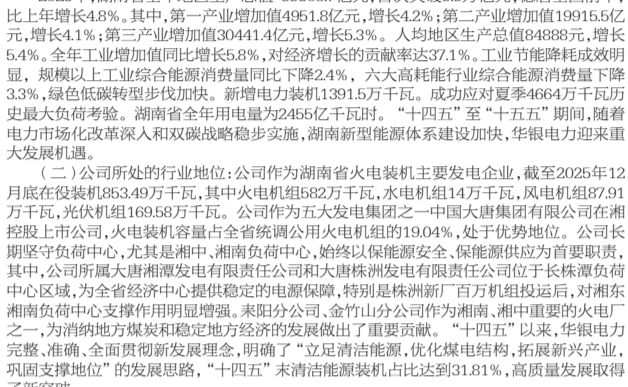 比上年增长4.8%。其中,第一产业增加值4951.8亿元,增长4.2%;第二产业增加值19915.5亿
元,增长4.1%;第三产业增加值30441.4亿元,增长5.3%。人均地区生产总值84888元,增长
5.4%。全年工业增加值同比增长5.8%,对经济增长的贡献率达37.1%。工业节能降耗成效明
显,规模以上工业综合能源消费量同比下降2.4%,六大高耗能行业综合能源消费量下降
3.3%,绿色低碳转型步伐加快。新增电力装机1391.5万千瓦。成功应对夏季4664万千瓦历
史最大负荷考验。湖南省全年用电量为2455亿千瓦时。“十四五”至“十五五”期间,随着
电力市场化改革深入和双碳战略稳步实施,湖南新型能源体系建设加快,华银电力迎来重
大发展机遇。
(二)公司所处的行业地位:公司作为湖南省火电装机主要发电企业,截至2025年12
月底在役装机853.49万千瓦,其中火电机组582万千瓦,水电机组14万千瓦,风电机组87.91
万千瓦,光伏机组169.58万千瓦。公司作为五大发电集团之一中国大唐集团有限公司在湘
控股上市公司,火电装机容量占全省统调公用火电机组的19.04%,处于优势地位。公司长
期坚守负荷中心,尤其是湘中、湘南负荷中心,始终以保能源安全、保能源供应为首要职责,
其中,公司所属大唐湘潭发电有限责任公司和大唐株洲发电有限责任公司位于长株潭负荷
中心区域,为全省经济中心提供稳定的电源保障,特别是株洲新厂百万机组投运后,对湘东
湘南负荷中心支撑作用明显增强。耒阳分公司、金竹山分公司作为湘南、湘中重要的火电厂
之一,为消纳地方煤炭和稳定地方经济的发展做出了重要贡献。“十四五”以来,华银电力
完整、准确、全面贯彻新发展理念,明确了“立足清洁能源,优化煤电结构,拓展新兴产业,
巩固支撑地位”的发展思路,“十四五”末清洁能源装机占比达到31.81%,高质量发展取得